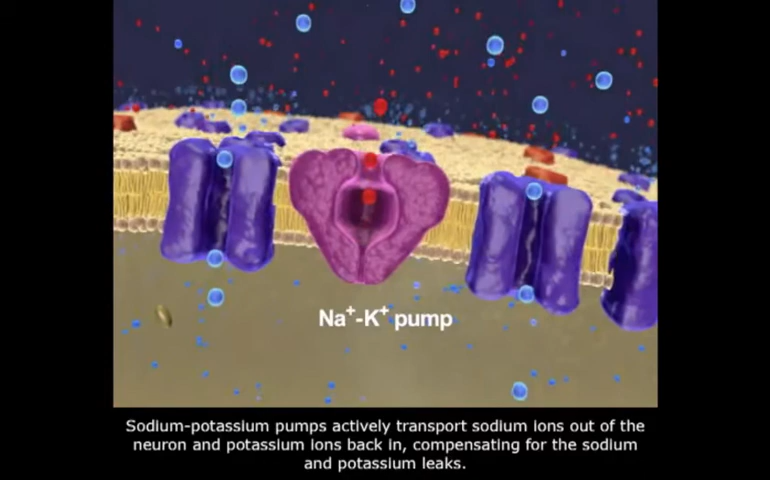 Na⁺-K⁺ pump
Sodium-potassium pumps actively transport sodium ions out of the
neuron and potassium ions back in, compensating for the sodium
and potassium leaks.